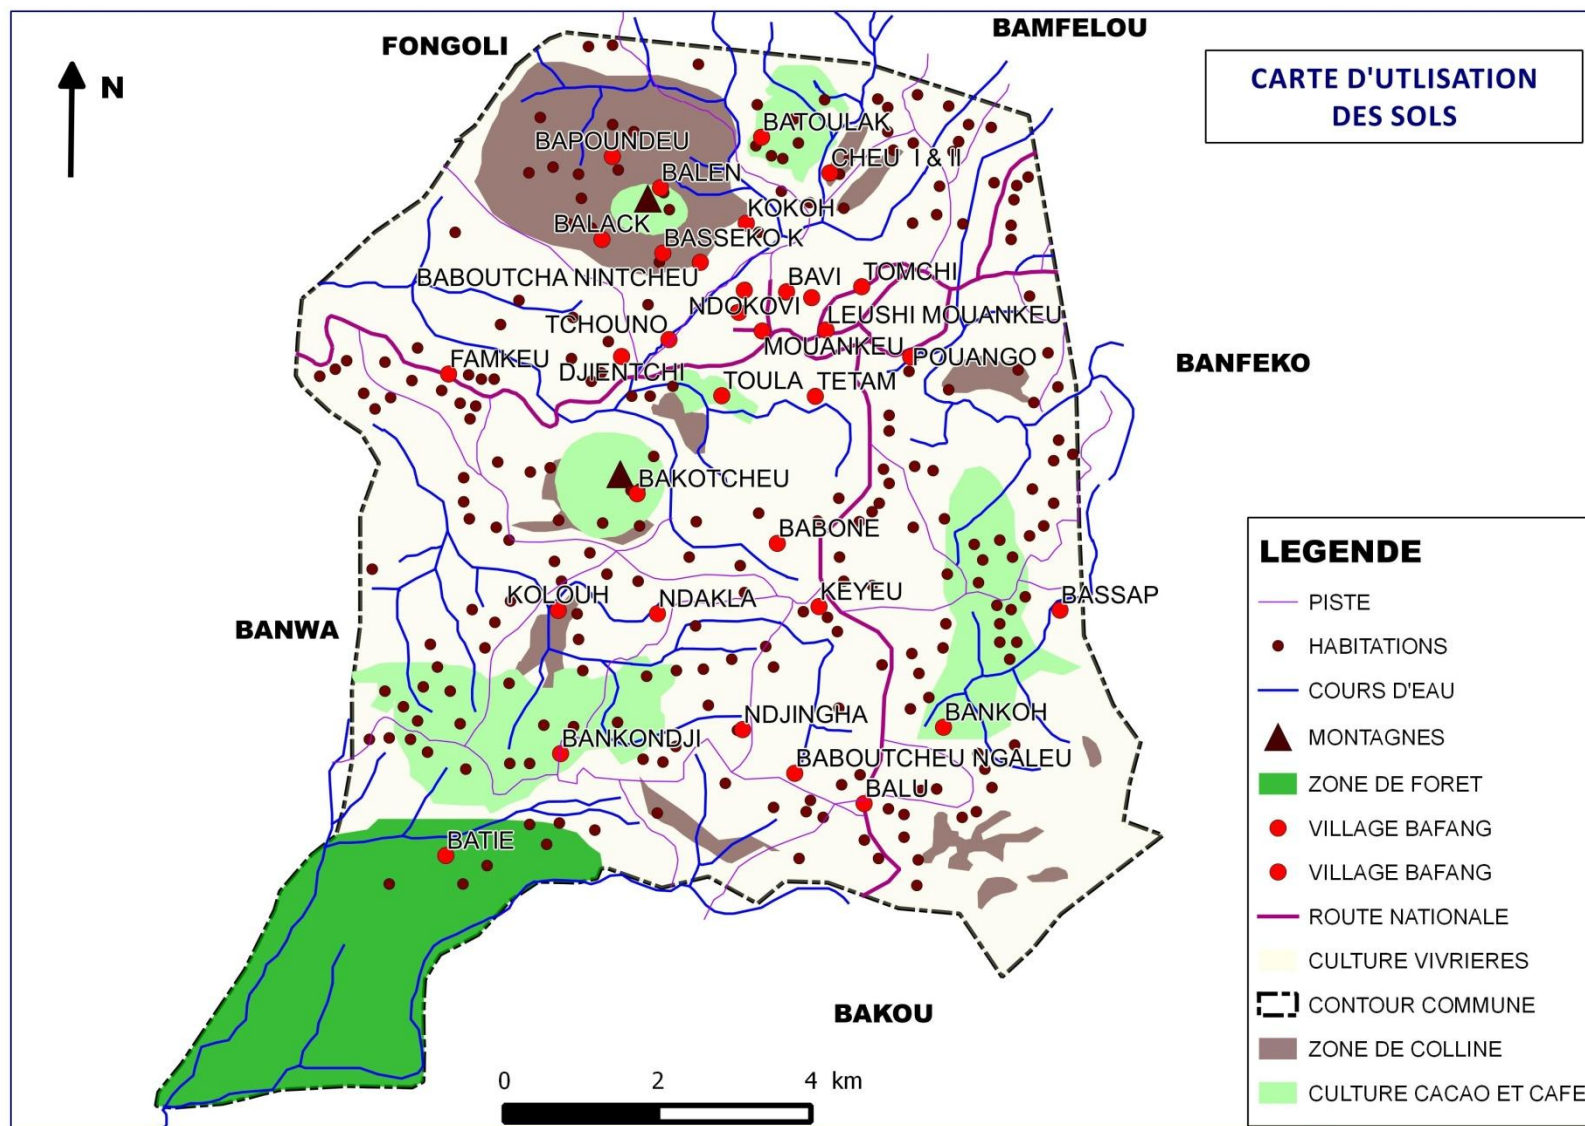 FONGOLI
BAMFELOU
CARTE D'UTLISATION
DES SOLS
N
BATOULAK
BAPOUNDEU
CHEU I & II
BALEN
KOKOH
BALACK
BASSEKO K
BABOUTCHA NINTCHEU
BAVI
TOMCHI
NDOKOVI
LEUSHI MOUANKEU
TCHOUNO
MOUANKEU
POUANGO
BANFEKO
FAMKEU
DJIENTCHI
TOULA
TETAM
BAKOTCHEU
BABONE
KOLOUH
NDAKLA
KEYEU
BASSAP
BANWA
NDJINGHA
BANKOH
BANKONDJI
BABOUTCHEU NGALEU
BALU
BATIE
BAKOU
0 2 4 km
LEGENDE
PISTE
HABITATIONS
COURS D'EAU
MONTAGNES
ZONE DE FORET
VILLAGE BAFANG
VILLAGE BAFANG
ROUTE NATIONALE
CULTURE VIVRIERES
CONTOUR COMMUNE
ZONE DE COLLINE
CULTURE CACAO ET CAFE